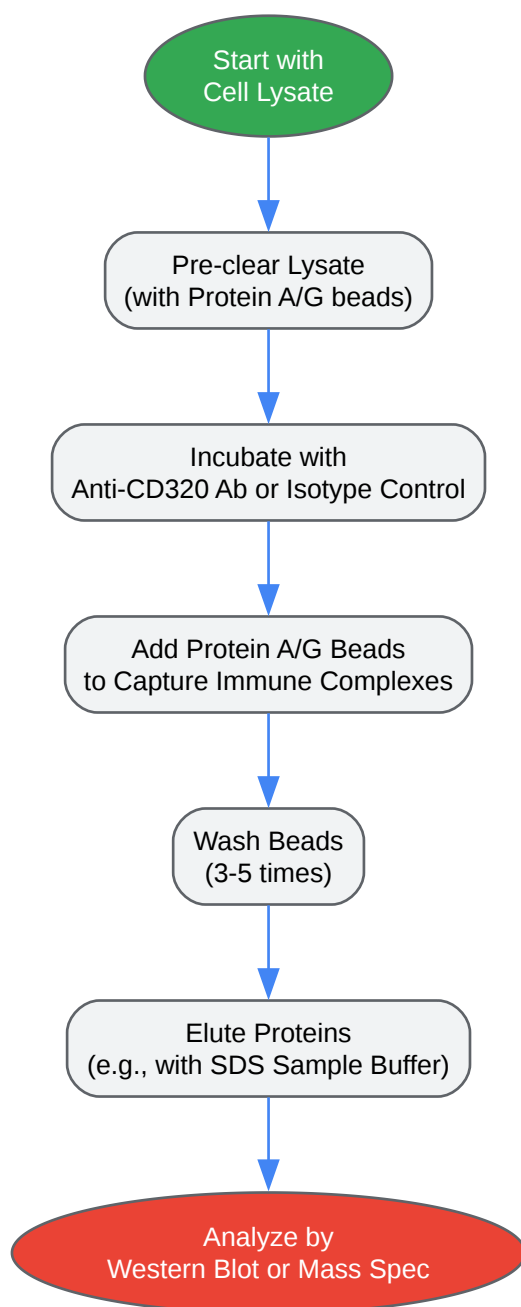 Start with
Cell Lysate
Pre-clear Lysate
(with Protein A/G beads)
Incubate with
Anti-CD320 Ab or Isotype Control
Add Protein A/G Beads
to Capture Immune Complexes
Wash Beads
(3-5 times)
Elute Proteins
(e.g., with SDS Sample Buffer)
Analyze by
Western Blot or Mass Spec